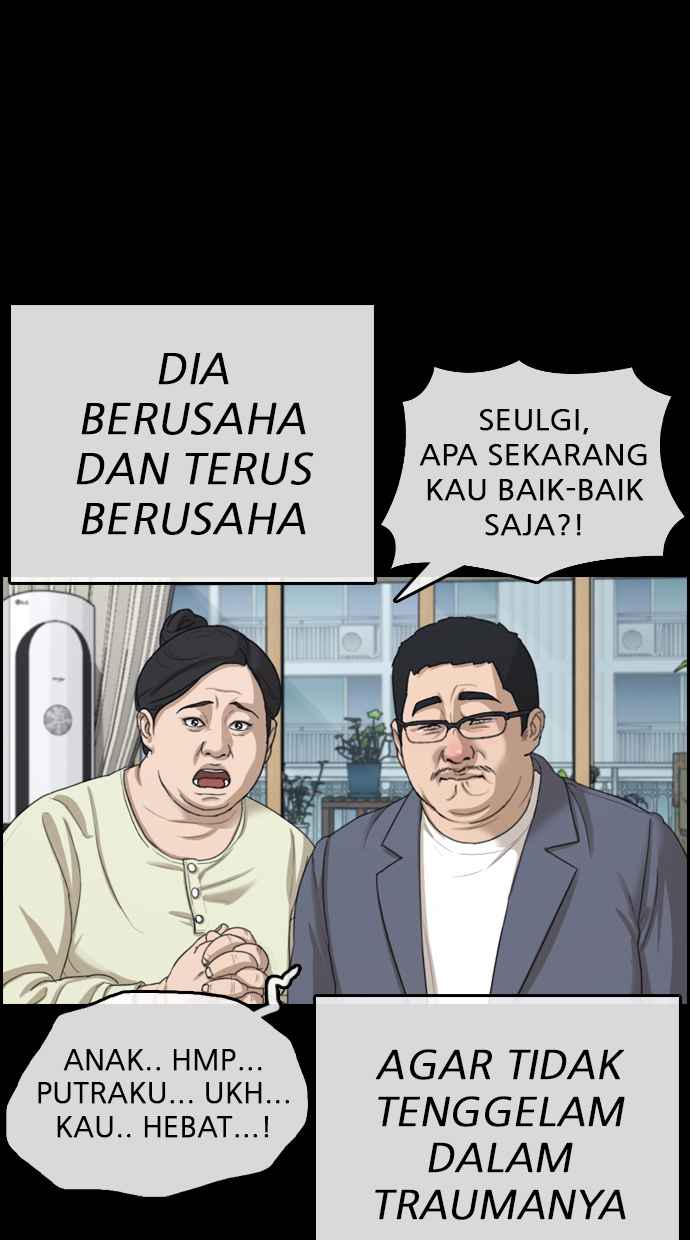 DIA
BERUSAHA
DAN TERUS
BERUSAHA
SEULGI,
APA SEKARANG
KAU BAIK-BAIK
SAJA?!
ANAK.. HMP...
PUTRAKU... UKH...
KAU.. HEBAT...!
AGAR TIDAK
TENGGELAM
DALAM
TRAUMANYA